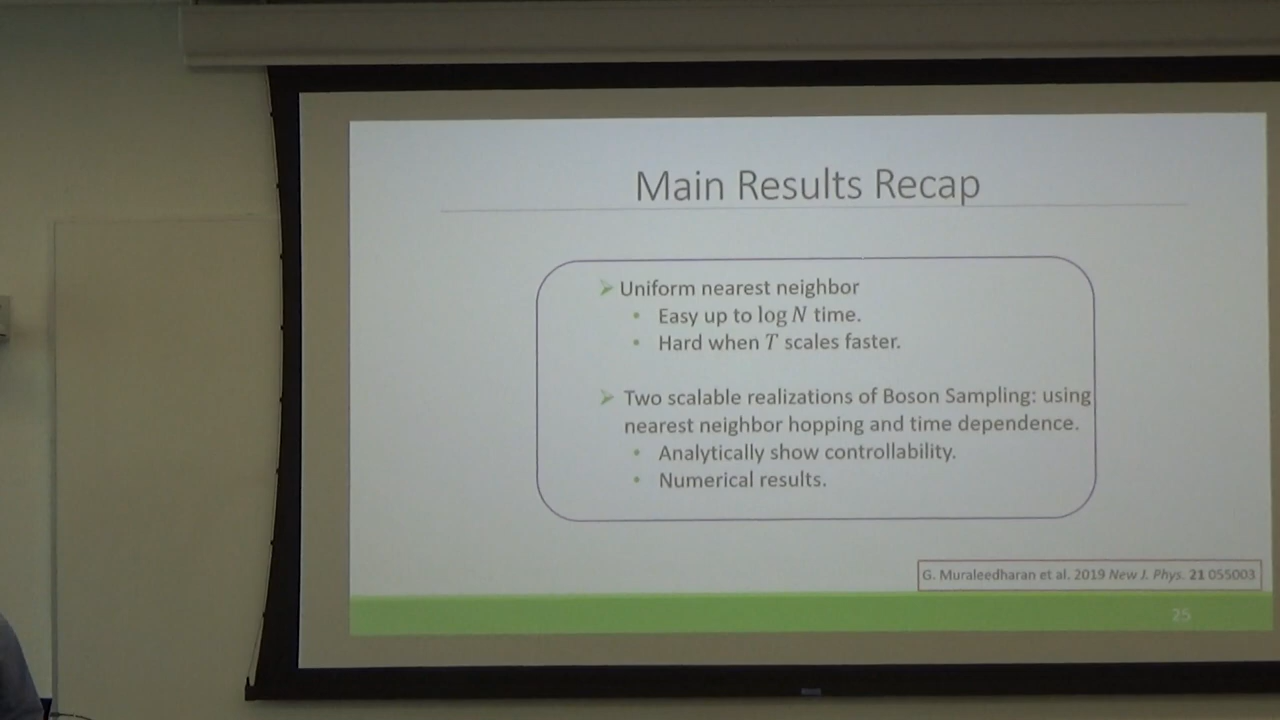 Main Results Recap
➢ Uniform nearest neighbor
• Easy up to log N time.
• Hard when T scales faster.
➢ Two scalable realizations of Boson Sampling: using
nearest neighbor hopping and time dependence.
• Analytically show controllability.
• Numerical results.
G. Muraleedharan et al. 2019 New J. Phys. 21 055003
25